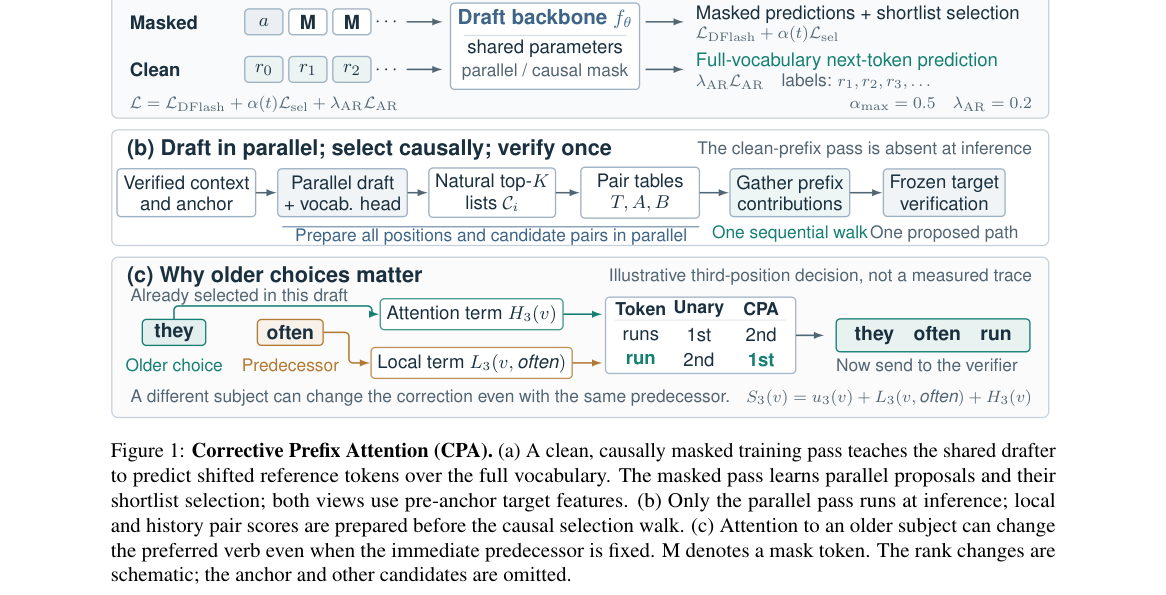 Masked a M M ··· Draft backbone f_θ Masked predictions + shortlist selection
shared parameters L_DFlash + α(t)L_sel
Clean r_0 r_1 r_2 ··· parallel / causal mask Full-vocabulary next-token prediction
λ_AR L_AR labels: r_1, r_2, r_3, ...
L = L_DFlash + α(t)L_sel + λ_AR L_AR α_max = 0.5 λ_AR = 0.2
(b) Draft in parallel; select causally; verify once The clean-prefix pass is absent at inference
Verified context Parallel draft Natural top-K Pair tables Gather prefix Frozen target
and anchor + vocab. head lists C_i T, A, B contributions verification
Prepare all positions and candidate pairs in parallel One sequential walk One proposed path
(c) Why older choices matter Illustrative third-position decision, not a measured trace
Already selected in this draft
Attention term H_3(v) Token Unary CPA
they often runs 1st 2nd they often run
Older choice Predecessor Local term L_3(v, often) run 2nd 1st Now send to the verifier
A different subject can change the correction even with the same predecessor. S_3(v) = u_3(v) + L_3(v, often) + H_3(v)
Figure 1: Corrective Prefix Attention (CPA). (a) A clean, causally masked training pass teaches the shared drafter
to predict shifted reference tokens over the full vocabulary. The masked pass learns parallel proposals and their
shortlist selection; both views use pre-anchor target features. (b) Only the parallel pass runs at inference; local
and history pair scores are prepared before the causal selection walk. (c) Attention to an older subject can change
the preferred verb even when the immediate predecessor is fixed. M denotes a mask token. The rank changes are
schematic; the anchor and other candidates are omitted.